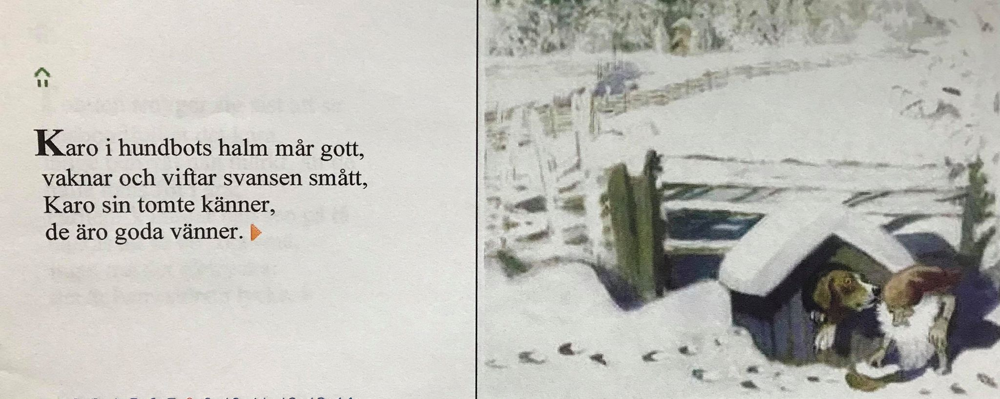 Karo i hundbots halm mår gott,
vaknar och viftar svansen smått,
Karo sin tomte känner,
de äro goda vänner.